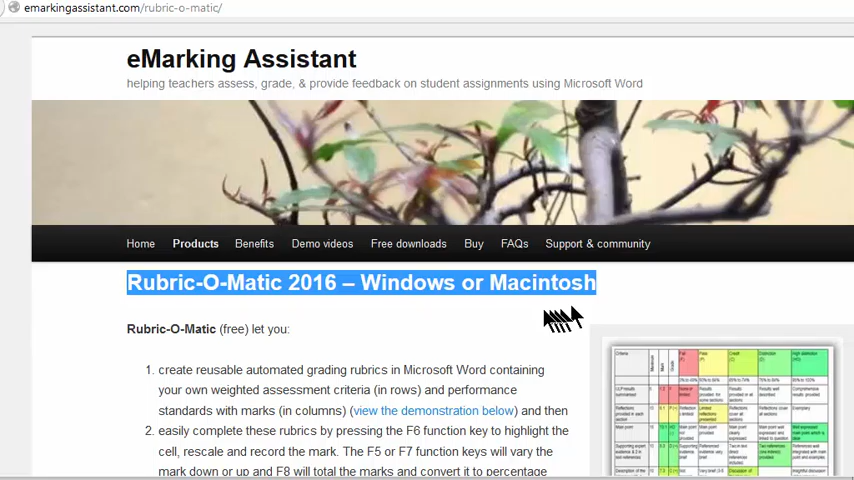 emarkingassistant.com/rubric-o-matic/
eMarking Assistant
helping teachers assess, grade, & provide feedback on student assignments using Microsoft Word
Home Products Benefits Demo videos Free downloads Buy FAQs Support & community
Rubric-O-Matic 2016 – Windows or Macintosh
Rubric-O-Matic (free) let you:
1. create reusable automated grading rubrics in Microsoft Word containing
your own weighted assessment criteria (in rows) and performance
standards with marks (in columns) (view the demonstration below) and then
2. easily complete the rubrics by pressing the F6 function key to highlight the
cell, rescale and record the mark. The F5 or F7 function keys will vary the
mark down or up and F8 will total the marks and convert it to percentage